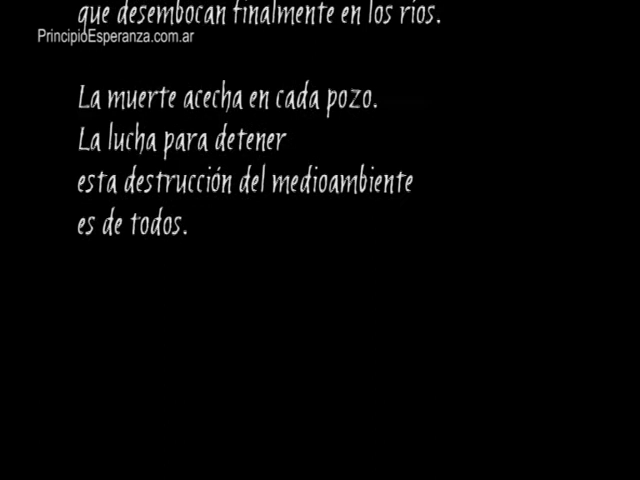 que desembocan finalmente en los ríos.
PrincipioEsperanza.com.ar
La muerte acecha en cada pozo.
La lucha para detener
esta destrucción del medioambiente
es de todos.